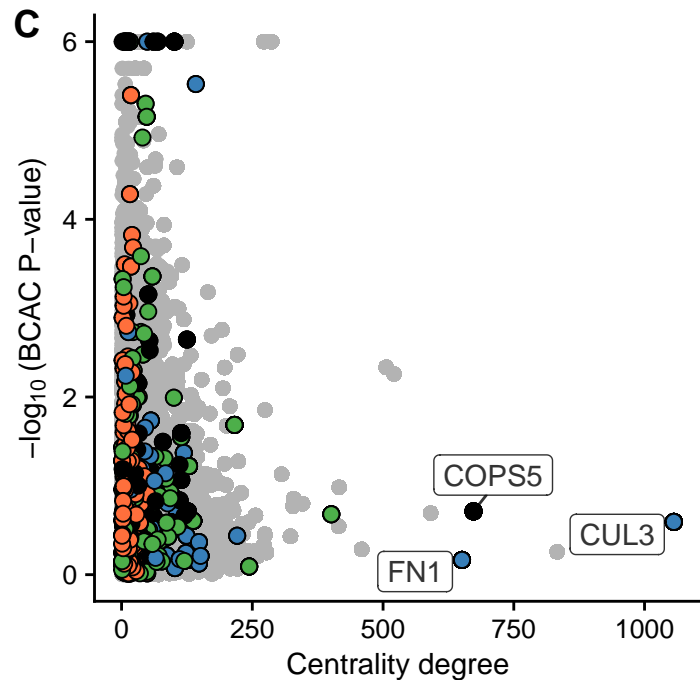 C
6
4
2
0
−log10 (BCAC P−value)
COPS5
CUL3
FN1
0 250 500 750 1000
Centrality degree